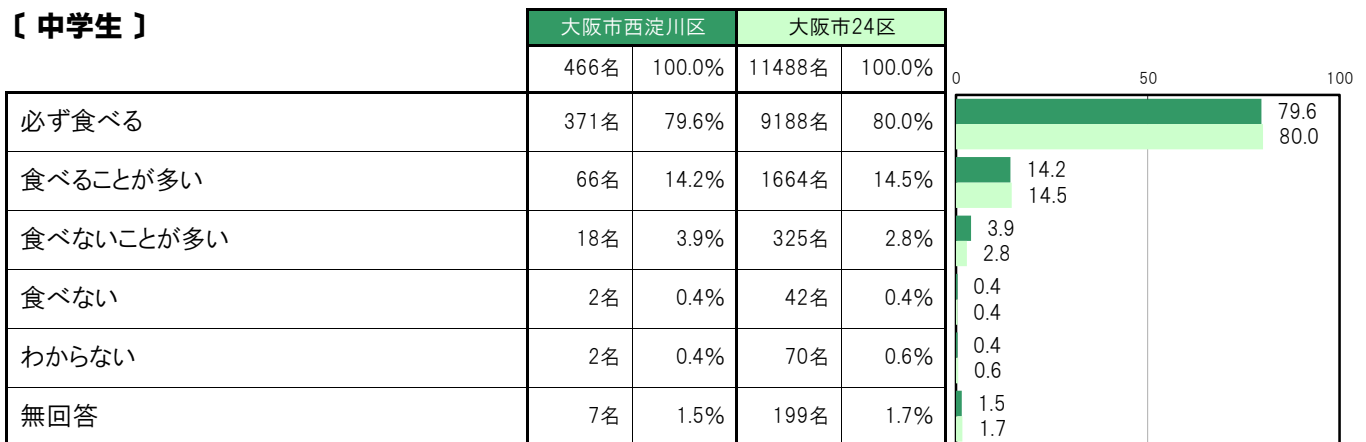 〔 中学生 〕
大阪市西淀川区 大阪市24区
466名 100.0% 11488名 100.0%
0 50 100
必ず食べる 371名 79.6% 9188名 80.0%
79.6
80.0
食べることが多い 66名 14.2% 1664名 14.5%
14.2
14.5
食べないことが多い 18名 3.9% 325名 2.8%
3.9
2.8
食べない 2名 0.4% 42名 0.4%
0.4
0.4
わからない 2名 0.4% 70名 0.6%
0.4
0.6
無回答 7名 1.5% 199名 1.7%
1.5
1.7